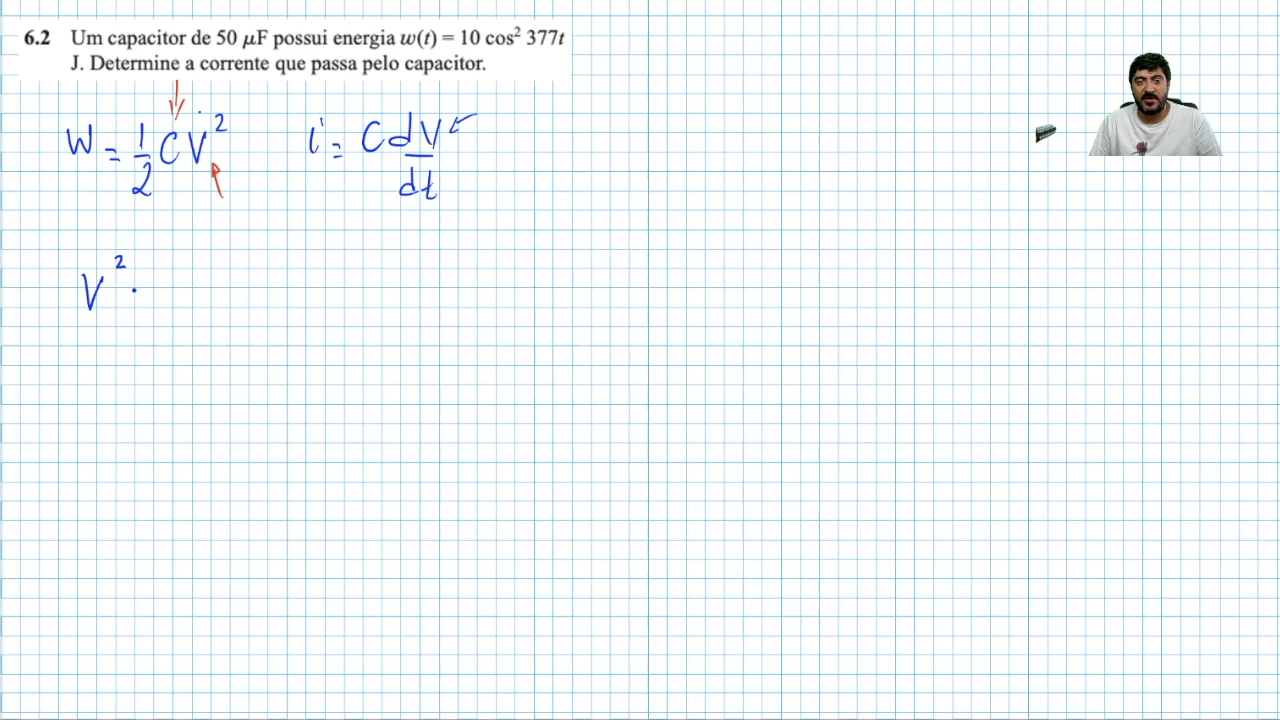 6.2 Um capacitor de 50 μF possui energia w(t) = 10 cos² 377t
J. Determine a corrente que passa pelo capacitor.
W = 1/2 C V² i = C dV/dt
V²